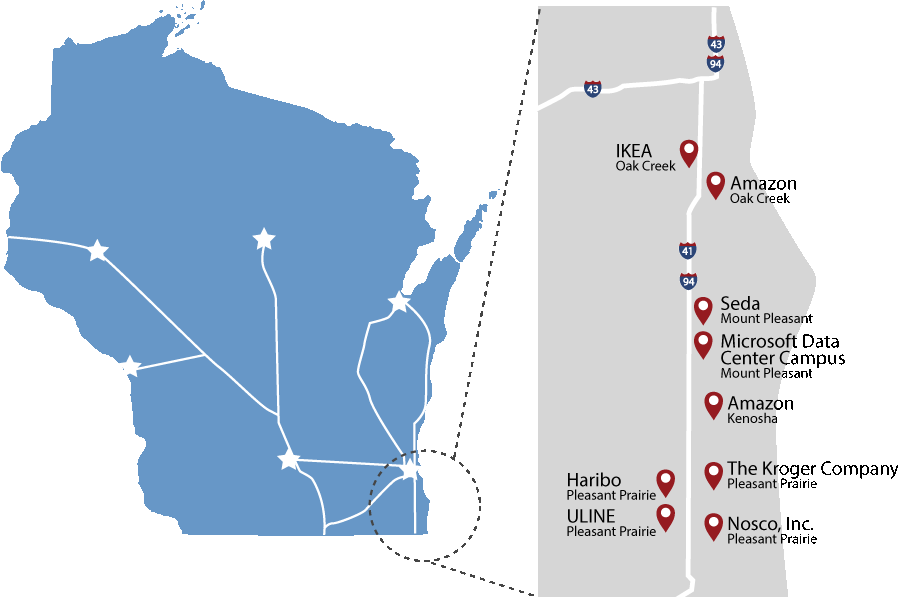 43
94
43
IKEA
Oak Creek
Amazon
Oak Creek
41
94
Seda
Mount Pleasant
Microsoft Data
Center Campus
Mount Pleasant
Amazon
Kenosha
The Kroger Company
Pleasant Prairie
Haribo
Pleasant Prairie
ULINE
Pleasant Prairie
Nosco, Inc.
Pleasant Prairie